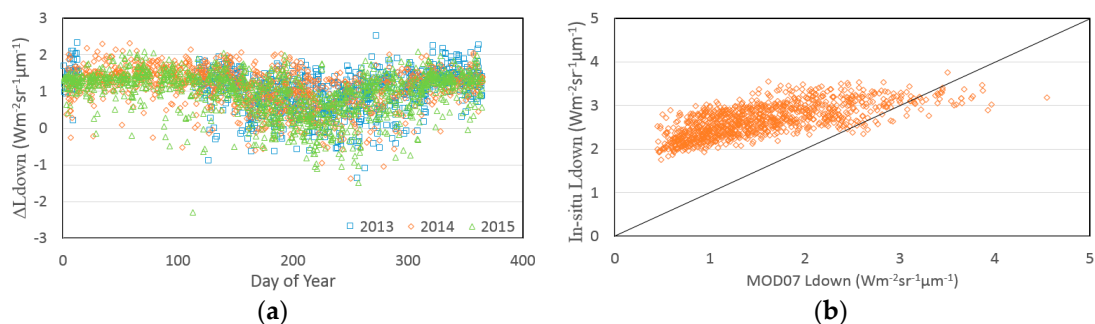 ΔLdown (Wm⁻²sr⁻¹μm⁻¹)
3
2
1
0
-1
-2
-3
0 100 200 300 400
2013 2014 2015
Day of Year
(a)
In-situ Ldown (Wm⁻²sr⁻¹μm⁻¹)
5
4
3
2
1
0
0 1 2 3 4 5
MOD07 Ldown (Wm⁻²sr⁻¹μm⁻¹)
(b)